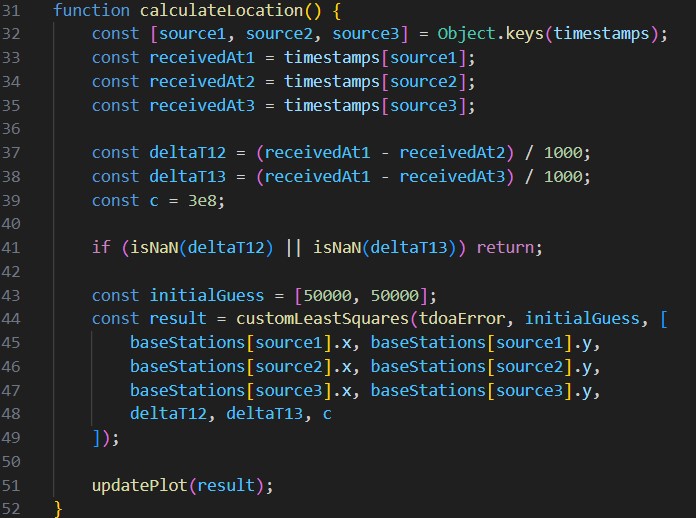 31 function calculateLocation() {
32 const [source1, source2, source3] = Object.keys(timestamps);
33 const receivedAt1 = timestamps[source1];
34 const receivedAt2 = timestamps[source2];
35 const receivedAt3 = timestamps[source3];
36
37 const deltaT12 = (receivedAt1 - receivedAt2) / 1000;
38 const deltaT13 = (receivedAt1 - receivedAt3) / 1000;
39 const c = 3e8;
40
41 if (isNaN(deltaT12) || isNaN(deltaT13)) return;
42
43 const initialGuess = [50000, 50000];
44 const result = customLeastSquares(tdoaError, initialGuess, [
45 baseStations[source1].x, baseStations[source1].y,
46 baseStations[source2].x, baseStations[source2].y,
47 baseStations[source3].x, baseStations[source3].y,
48 deltaT12, deltaT13, c
49 ]);
50
51 updatePlot(result);
52 }